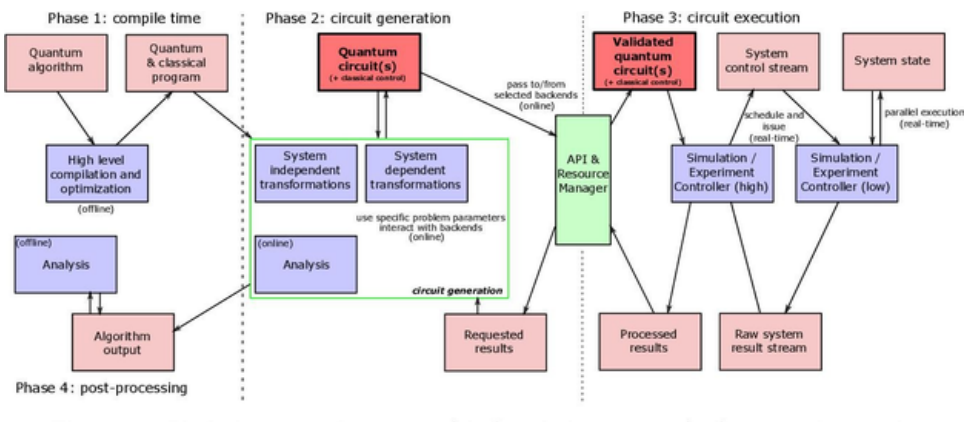 Phase 1: compile time
Phase 2: circuit generation
Phase 3: circuit execution
Quantum
algorithm
Quantum
& classical
program
Quantum
circuit(s)
(+ classical control)
Validated
quantum
circuit(s)
(+ classical control)
System
control stream
System state
pass to/from
selected backends
(online)
schedule and
issue
(real-time)
parallel execution
(real-time)
High level
compilation and
optimization
(offline)
System
independent
transformations
System
dependent
transformations
API &
Resource
Manager
Simulation /
Experiment
Controller (high)
Simulation /
Experiment
Controller (low)
use specific problem parameters
interact with backends
(online)
(offline)
Analysis
(online)
Analysis
circuit generation
Algorithm
output
Requested
results
Processed
results
Raw system
result stream
Phase 4: post-processing